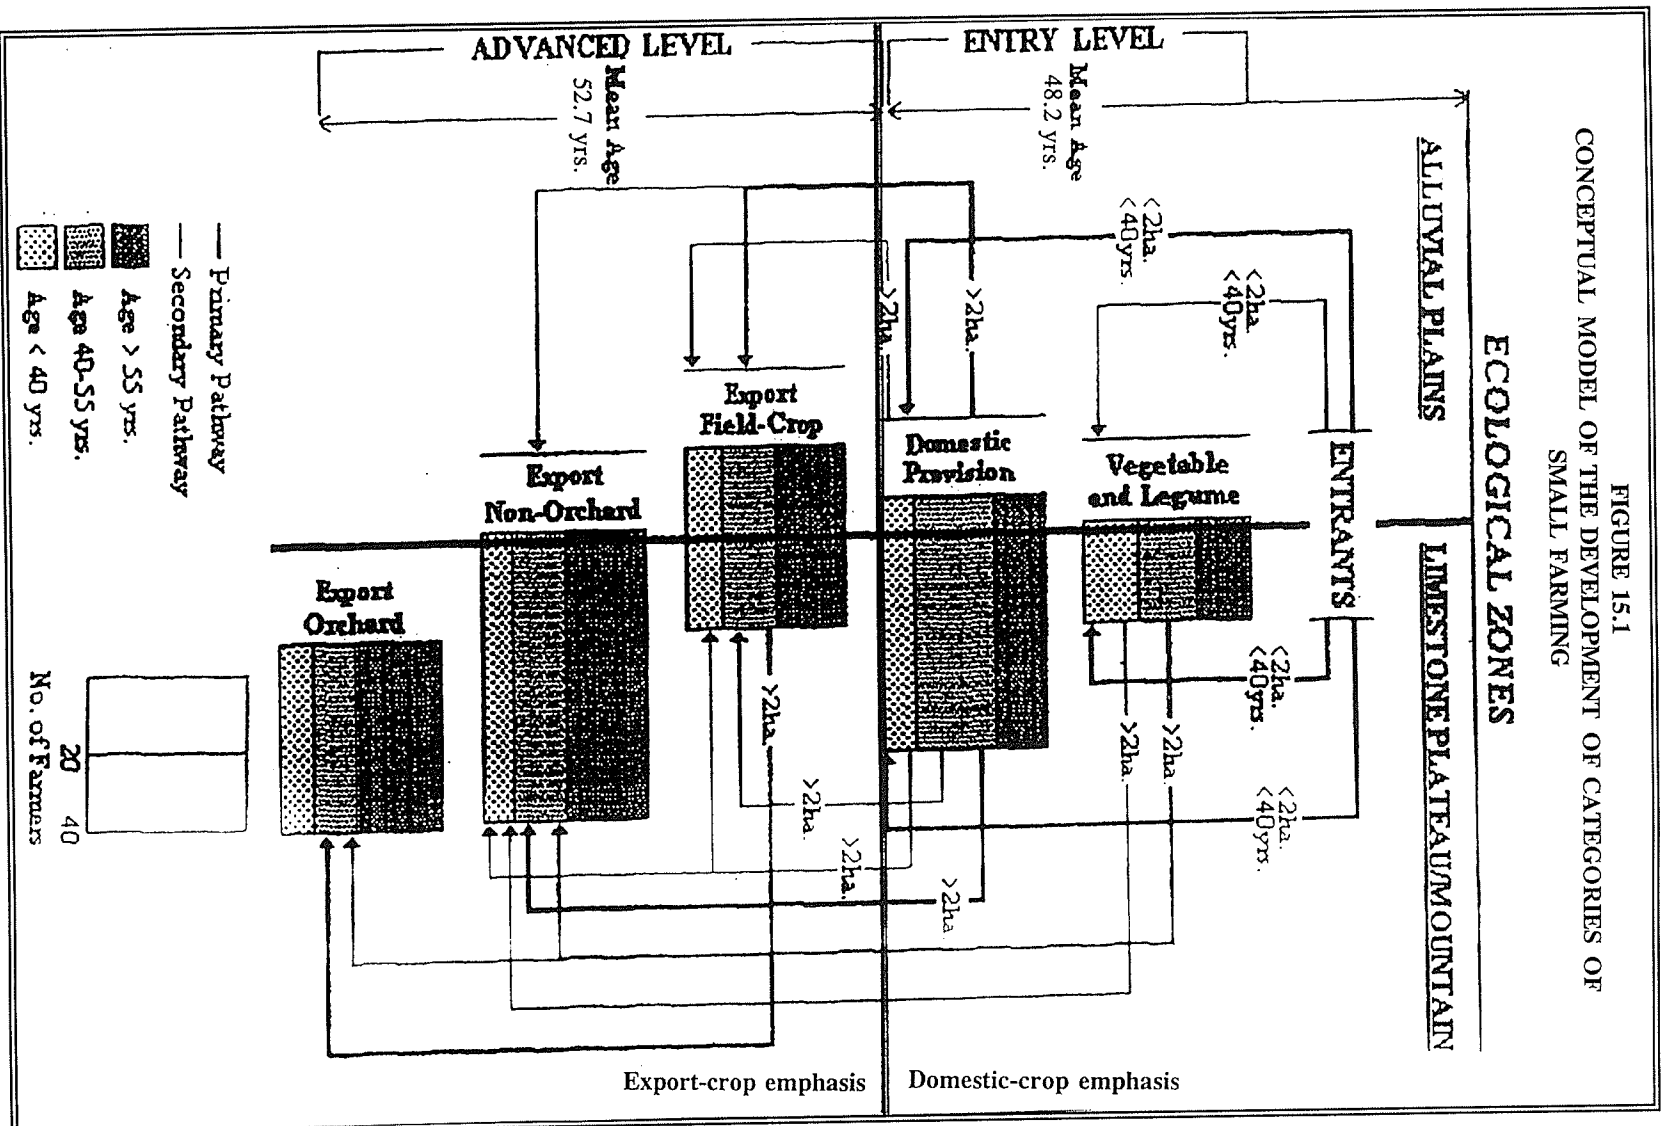 FIGURE 15.1
CONCEPTUAL MODEL OF THE DEVELOPMENT OF CATEGORIES OF
SMALL FARMING
ECOLOGICAL ZONES
ALLUVIAL PLAINS
LIMESTONE PLATEAU/MOUNTAIN
ENTRY LEVEL
Mean Age
48.2 yrs.
ADVANCED LEVEL
Mean Age
52.7 yrs.
ENTRANTS
<2ha.
<40yrs.
<2ha.
<40yrs.
<2ha.
<40yrs.
<2ha.
<40yrs.
Vegetable
and Legume
Domestic
Provision
Export
Field-Crop
Export
Non-Orchard
Export
Orchard
>2ha.
>2ha.
>2ha.
>2ha.
>2ha.
>2ha.
>2ha.
>2ha.
— Primary Pathway
— Secondary Pathway
Age > 55 yrs.
Age 40-55 yrs.
Age < 40 yrs.
20 40
No. of Farmers
Export-crop emphasis
Domestic-crop emphasis